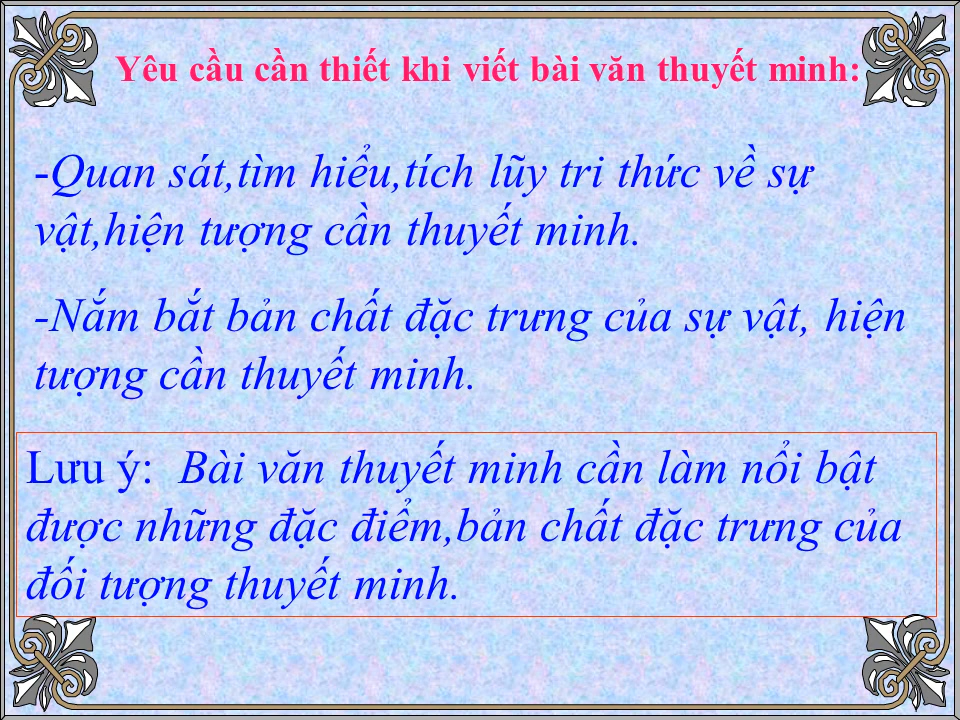 Yêu cầu cần thiết khi viết bài văn thuyết minh:
-Quan sát,tìm hiểu,tích lũy tri thức về sự
vật,hiện tượng cần thuyết minh.
-Nắm bắt bản chất đặc trưng của sự vật, hiện
tượng cần thuyết minh.
Lưu ý:  Bài văn thuyết minh cần làm nổi bật
được những đặc điểm,bản chất đặc trưng của
đối tượng thuyết minh.